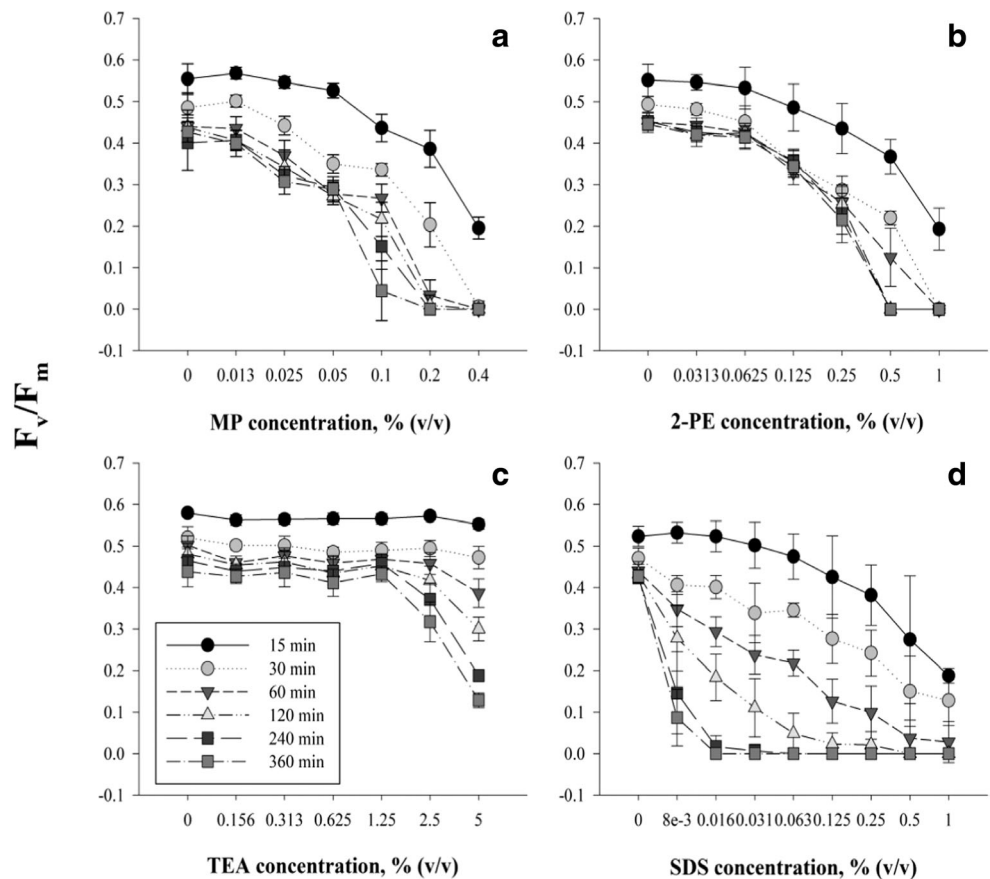 F_v/F_m
a
0.7
0.6
0.5
0.4
0.3
0.2
0.1
0.0
-0.1
0 0.013 0.025 0.05 0.1 0.2 0.4
MP concentration, % (v/v)
b
0.7
0.6
0.5
0.4
0.3
0.2
0.1
0.0
-0.1
0 0.0313 0.0625 0.125 0.25 0.5 1
2-PE concentration, % (v/v)
c
0.7
0.6
0.5
0.4
0.3
0.2
0.1
0.0
-0.1
15 min
30 min
60 min
120 min
240 min
360 min
0 0.156 0.313 0.625 1.25 2.5 5
TEA concentration, % (v/v)
d
0.7
0.6
0.5
0.4
0.3
0.2
0.1
0.0
-0.1
0 8e-3 0.016 0.031 0.063 0.125 0.25 0.5 1
SDS concentration, % (v/v)